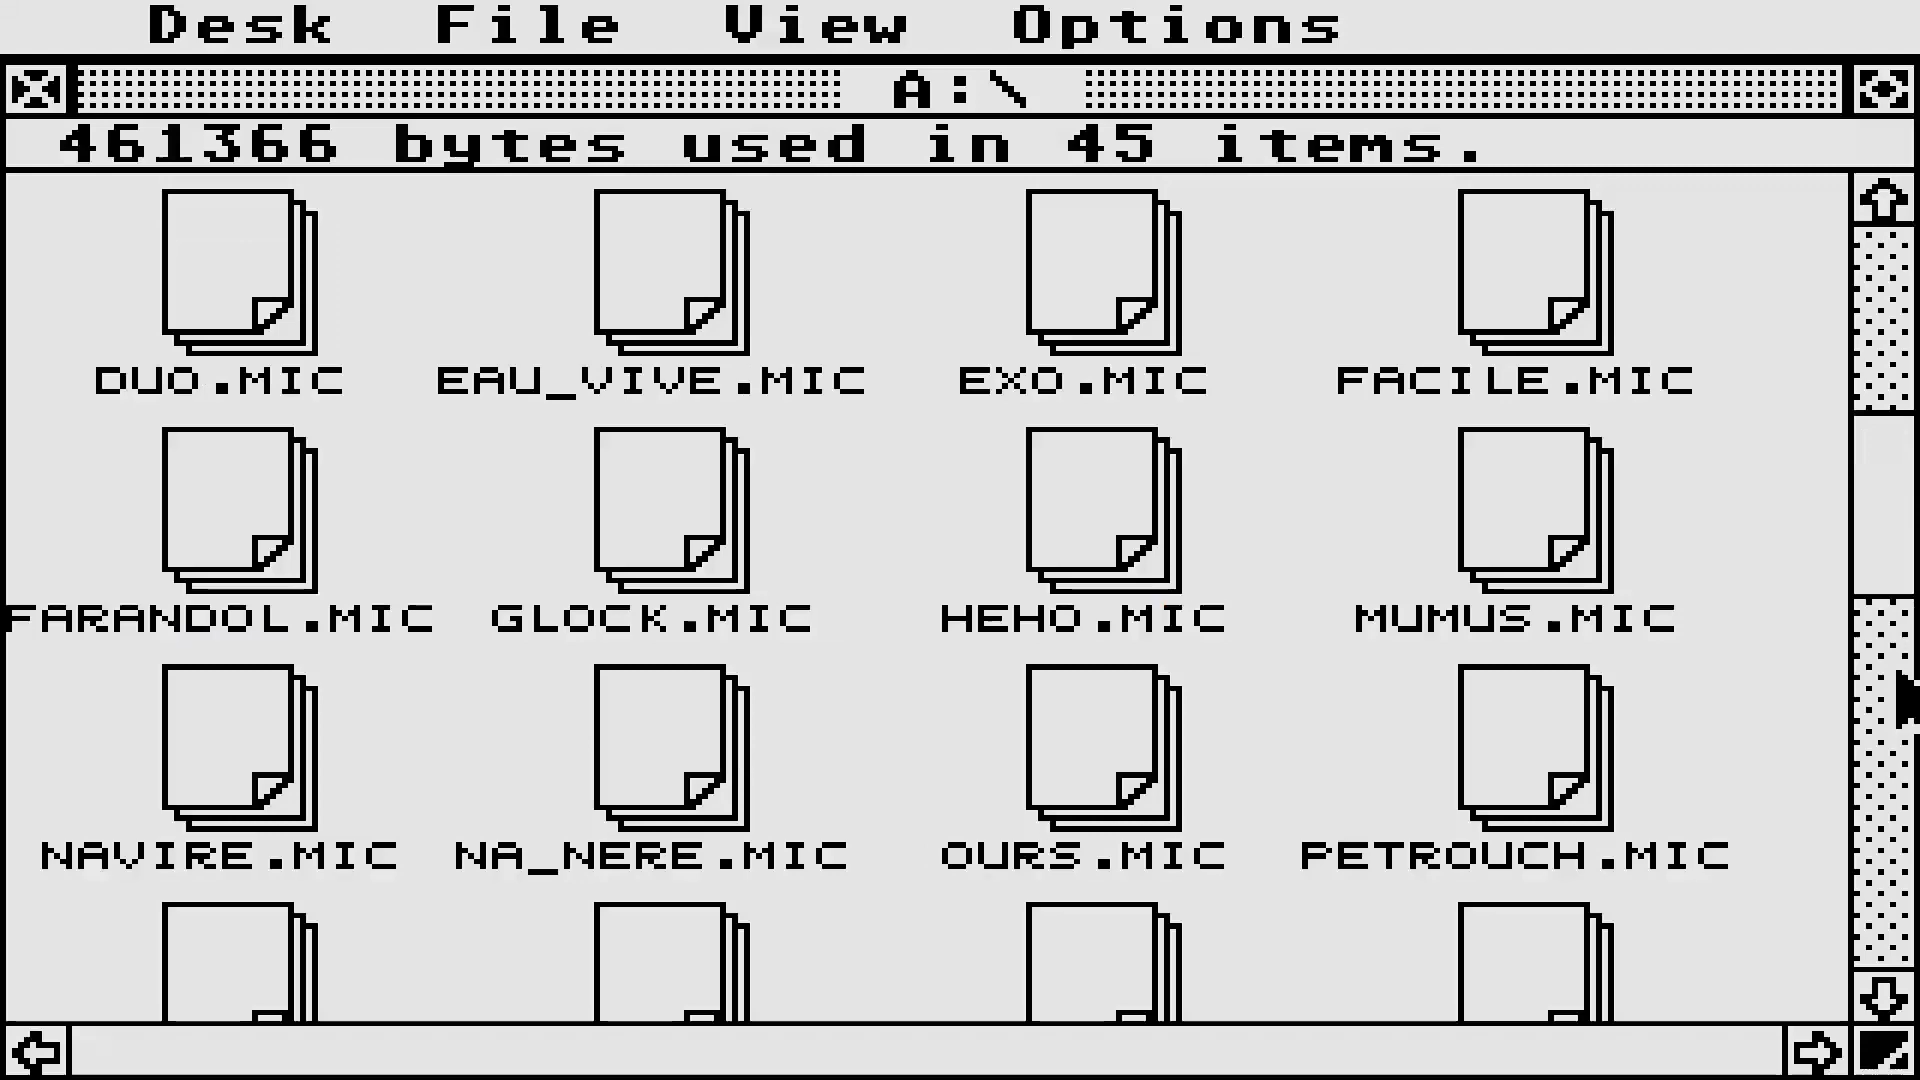 Desk File View Options
A:\
461366 bytes used in 45 items.
DUO.MIC EAU_VIVE.MIC EXO.MIC FACILE.MIC
FARANDOL.MIC GLOCK.MIC HEHO.MIC MUMUS.MIC
NAVIRE.MIC NA_NERE.MIC OURS.MIC PETROUCH.MIC